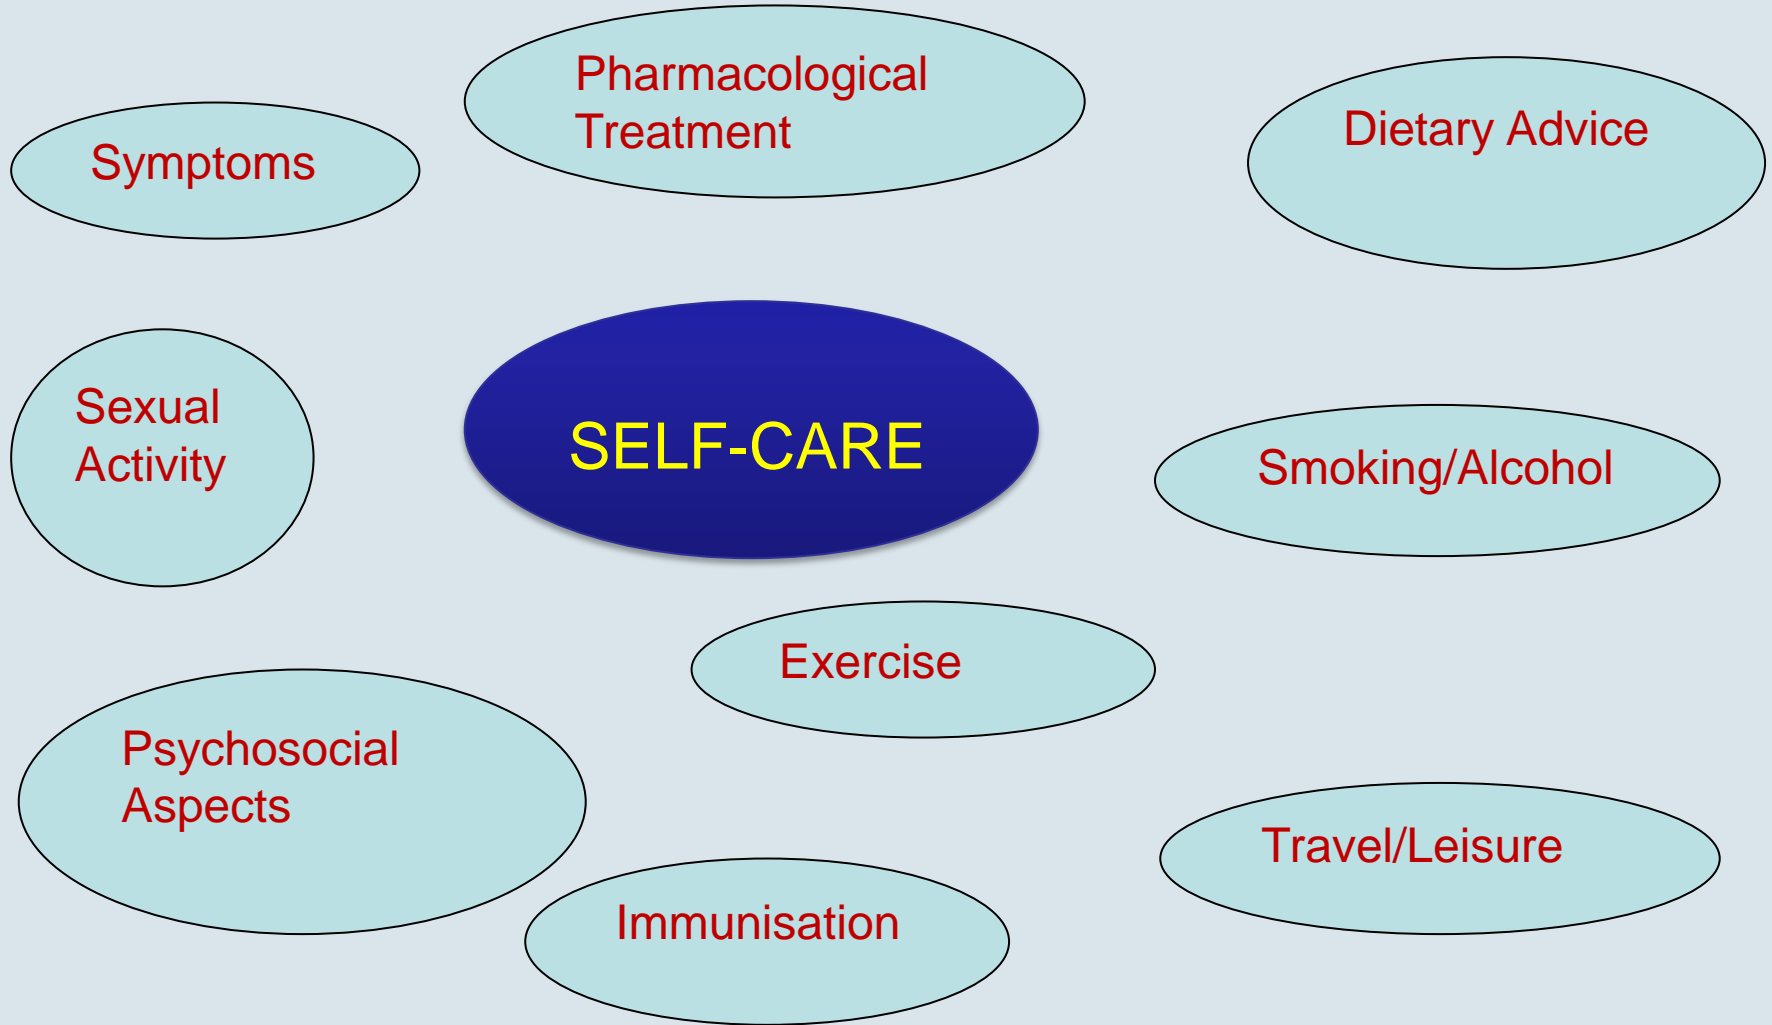 Pharmacological
Treatment
Dietary Advice
Symptoms
Sexual
Activity
SELF-CARE
Smoking/Alcohol
Exercise
Psychosocial
Aspects
Travel/Leisure
Immunisation